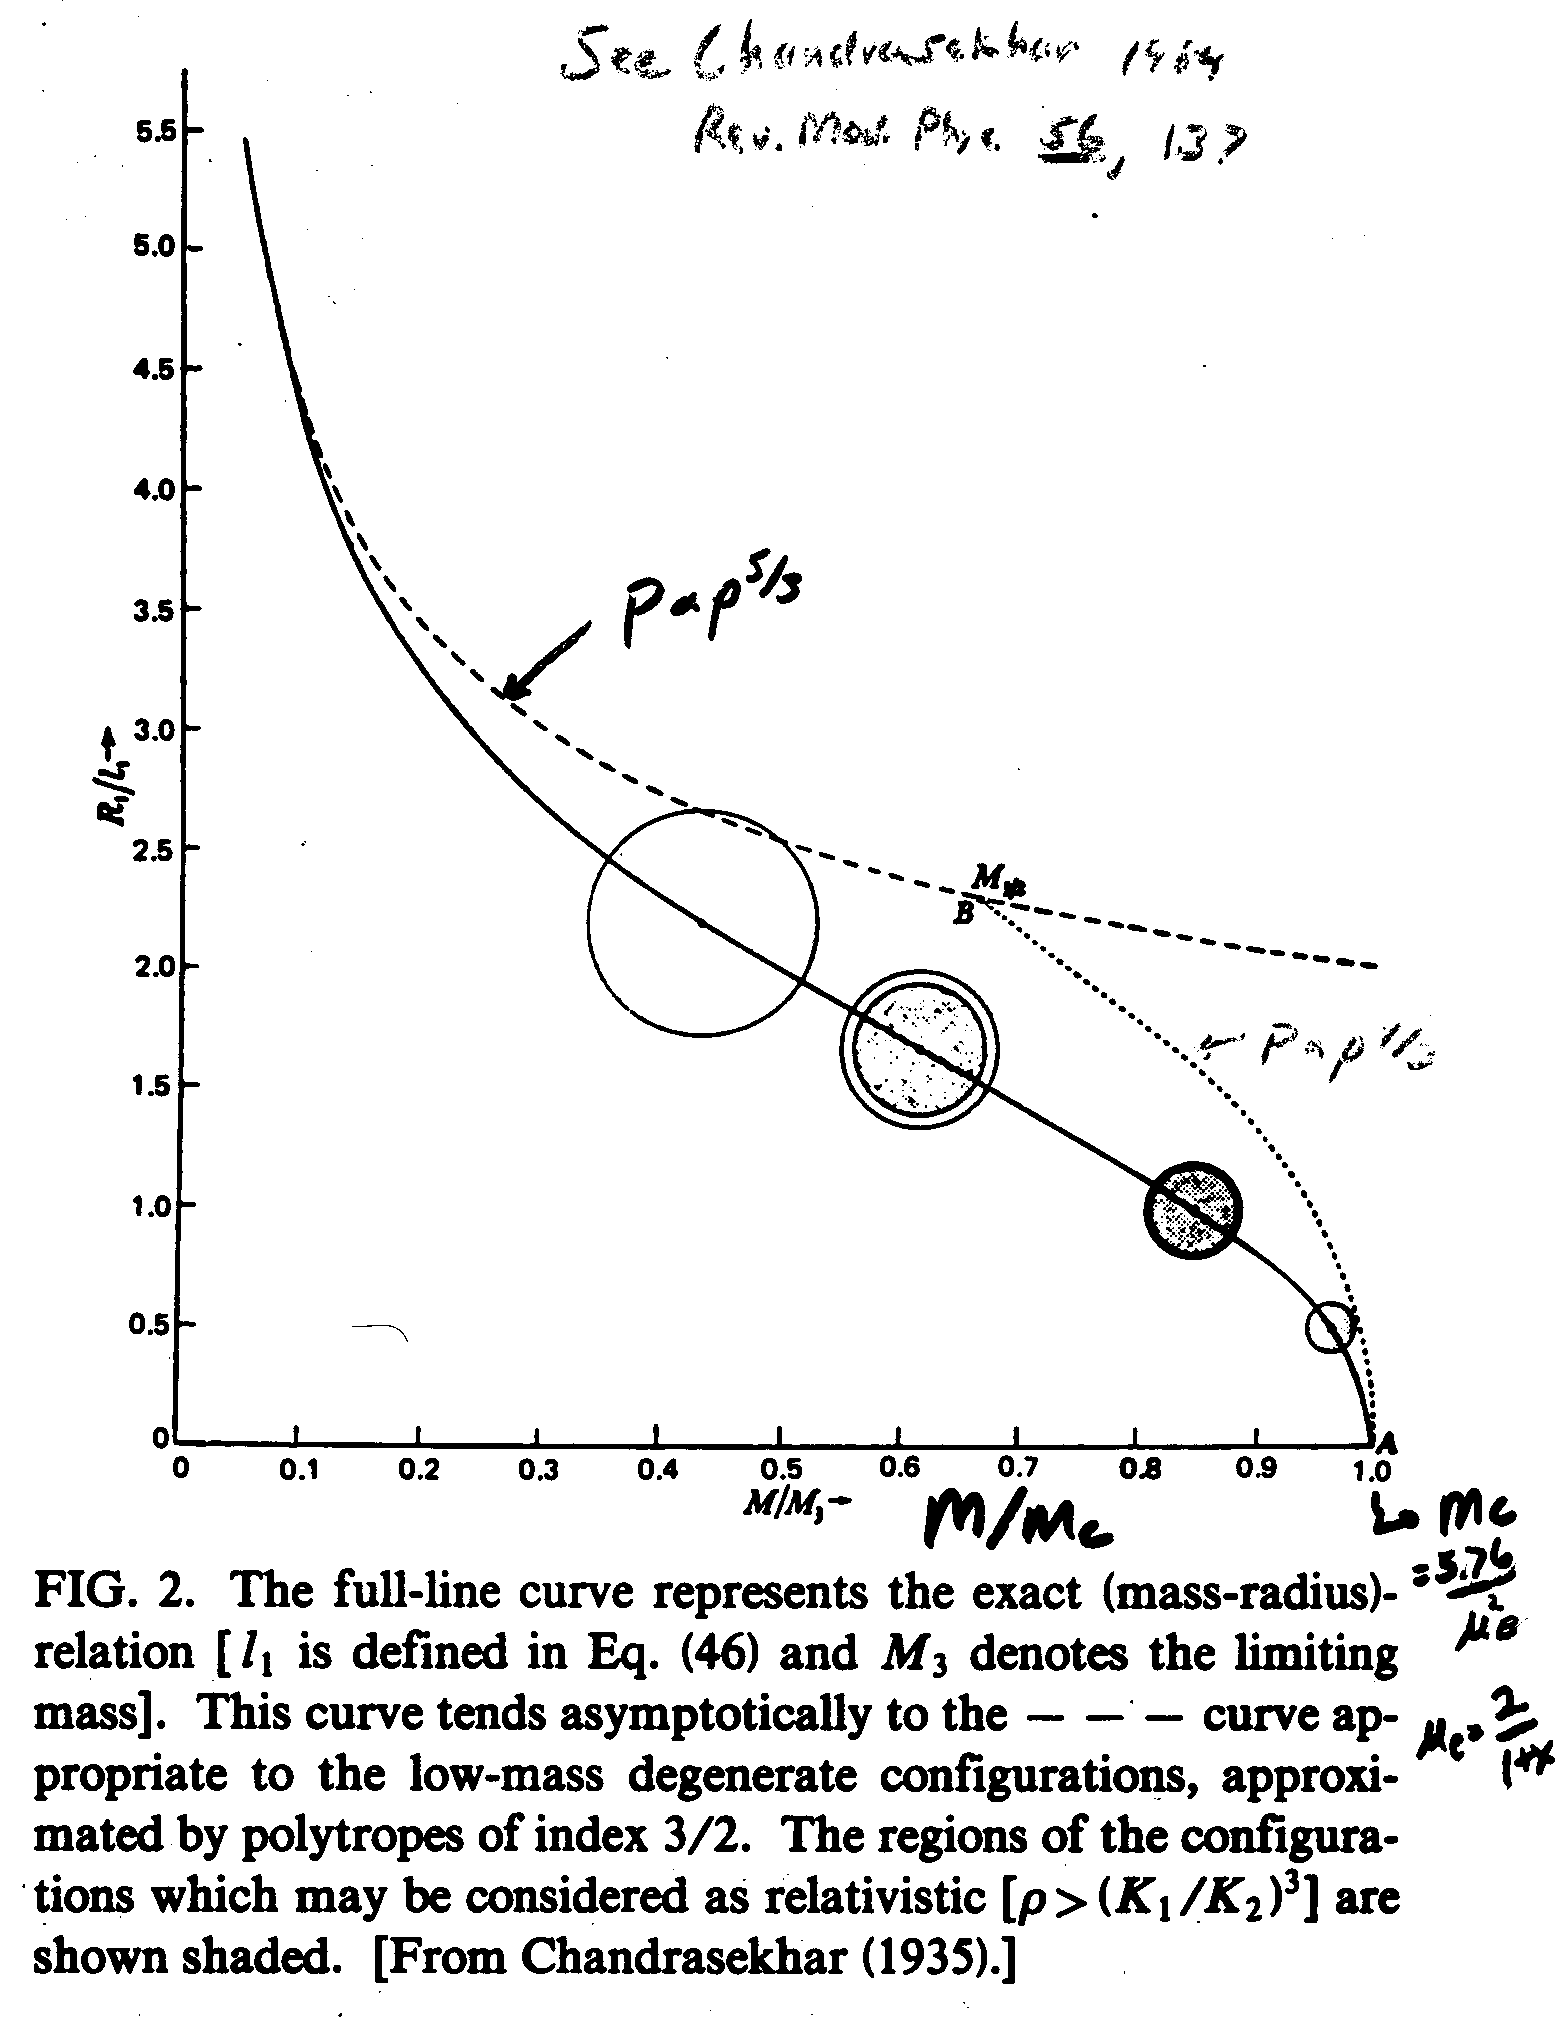 See Chandrasekhar 1984
Rev. Mod. Phys. 56, 137
5.5
5.0
4.5
4.0
3.5
3.0
2.5
2.0
1.5
1.0
0.5
0
R₁/l₁→
P α ρ^5/3
M
B
← P α ρ^4/3
A
0 0.1 0.2 0.3 0.4 0.5 0.6 0.7 0.8 0.9 1.0
M/M₃→ M/Mc
↳ Mc
= 5.76
μ²e
μe = 2
1+x
FIG. 2. The full-line curve represents the exact (mass-radius)-
relation [l₁ is defined in Eq. (46) and M₃ denotes the limiting
mass]. This curve tends asymptotically to the – – – curve ap-
propriate to the low-mass degenerate configurations, approxi-
mated by polytropes of index 3/2. The regions of the configura-
tions which may be considered as relativistic [ρ > (K₁/K₂)³] are
shown shaded. [From Chandrasekhar (1935).]